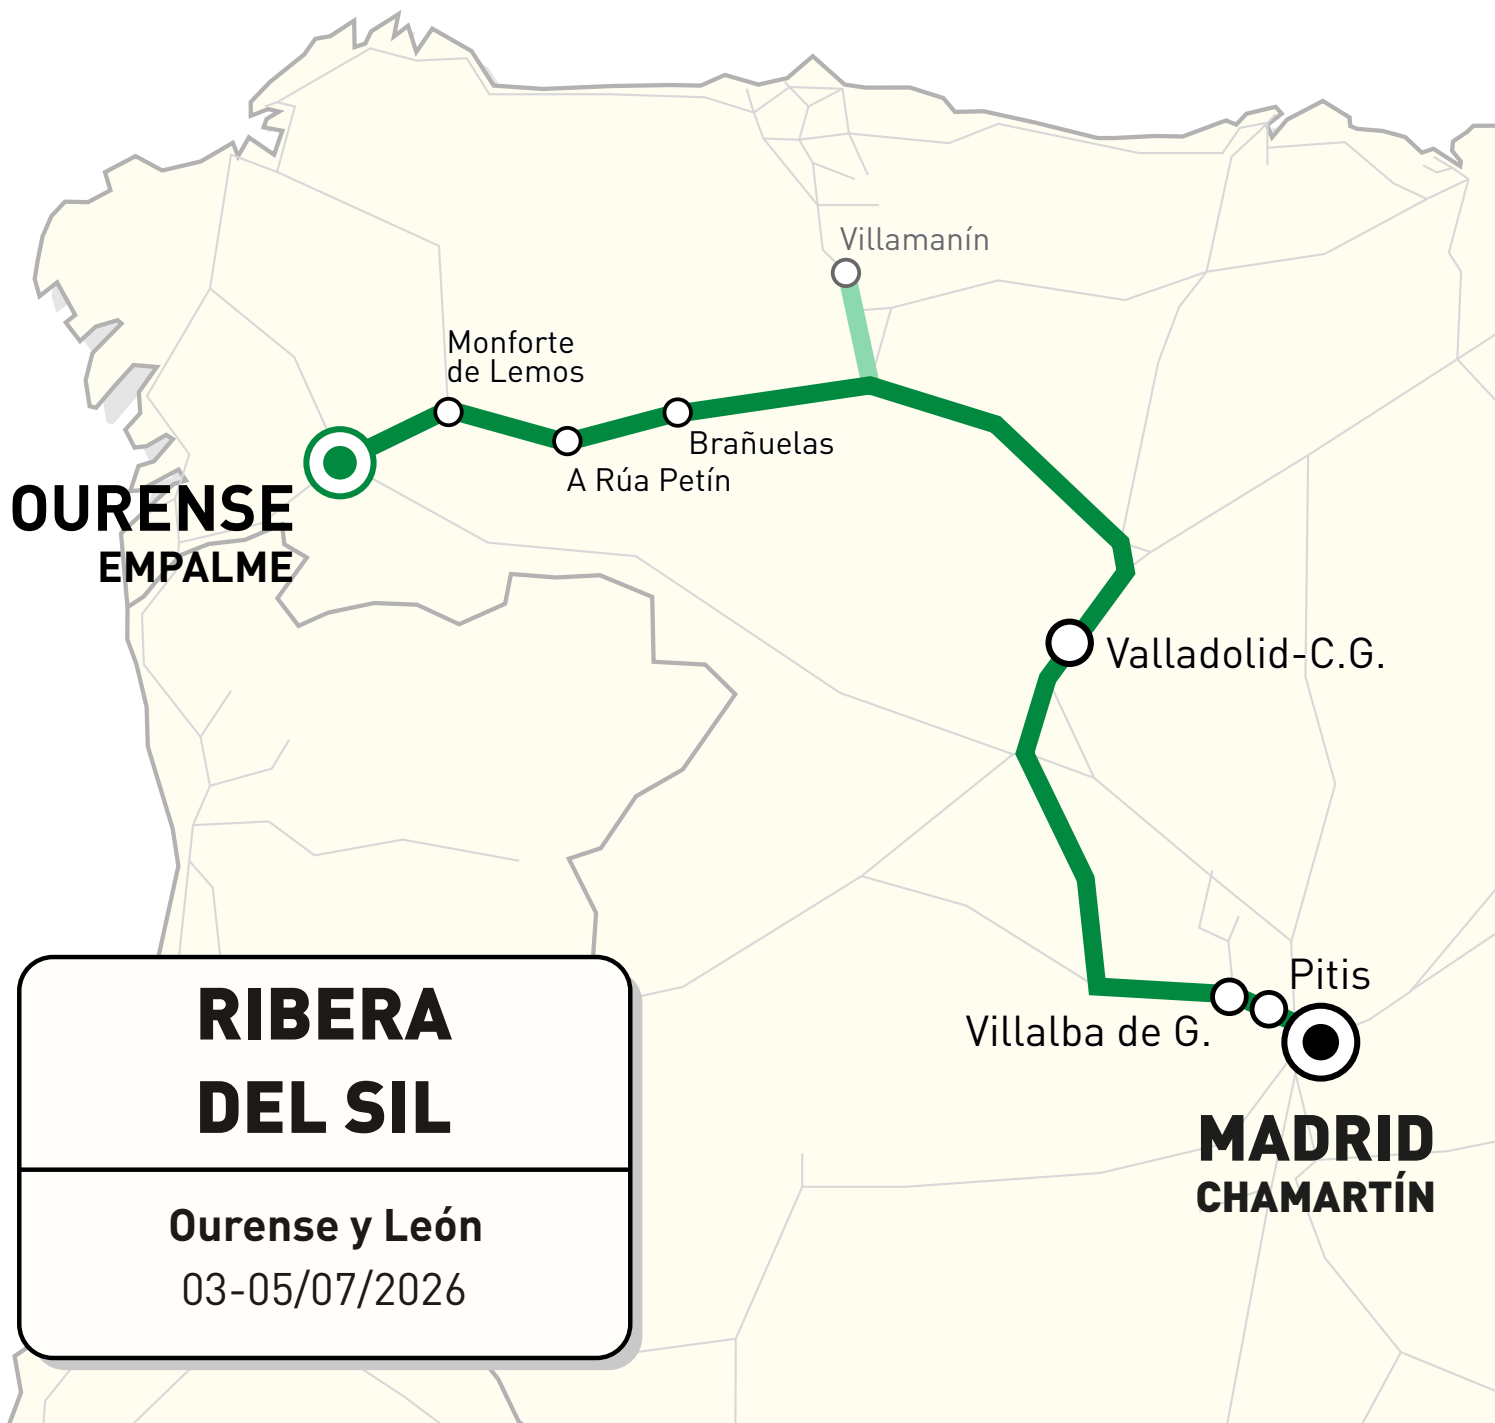 Villamanín
Monforte
de Lemos
Brañuelas
A Rúa Petín
OURENSE
EMPALME
Valladolid-C.G.
Pitis
Villalba de G.
MADRID
CHAMARTÍN
RIBERA
DEL SIL
Ourense y León
03-05/07/2026